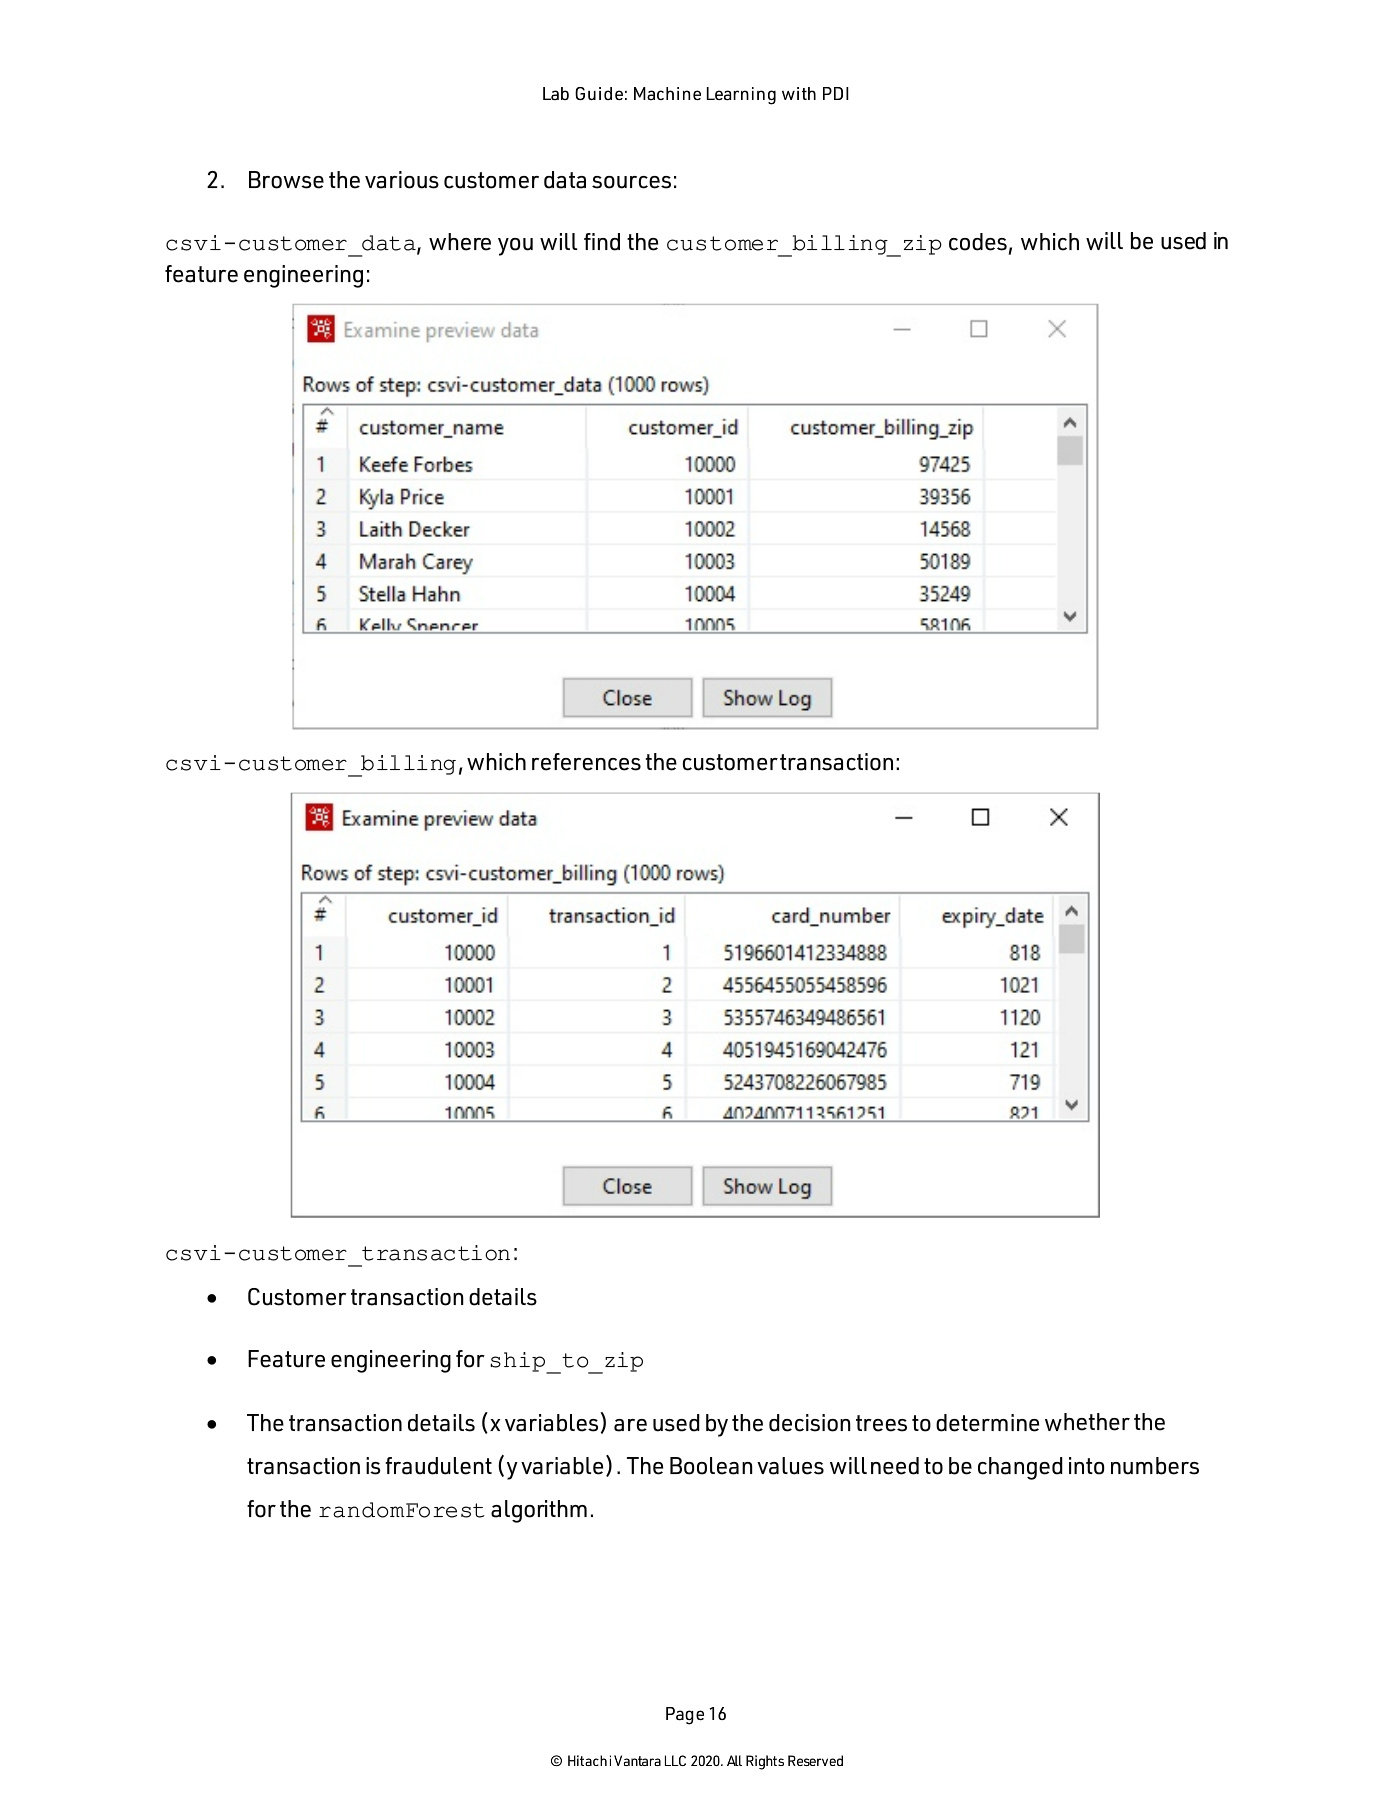 Lab Guide: Machine Learning with PDI
2. Browse the various customer data sources:
csvi-customer_data, where you will find the customer_billing_zip codes, which will be used in
feature engineering:
Examine preview data
Rows of step: csvi-customer_data (1000 rows)
# customer_name customer_id customer_billing_zip
1 Keefe Forbes 10000 97425
2 Kyla Price 10001 39356
3 Laith Decker 10002 14568
4 Marah Carey 10003 50189
5 Stella Hahn 10004 35249
6 Kelly Spencer 10005 58106
Close Show Log
csvi-customer_billing, which references the customer transaction:
Examine preview data
Rows of step: csvi-customer_billing (1000 rows)
# customer_id transaction_id card_number expiry_date
1 10000 1 5196601412334888 818
2 10001 2 4556455055458596 1021
3 10002 3 5355746349486561 1120
4 10003 4 4051945169042476 121
5 10004 5 5243708226067985 719
6 10005 6 4024007113561251 821
Close Show Log
csvi-customer_transaction:
• Customer transaction details
• Feature engineering for ship_to_zip
• The transaction details (x variables) are used by the decision trees to determine whether the
transaction is fraudulent (y variable). The Boolean values will need to be changed into numbers
for the randomForest algorithm.
Page 16
© Hitachi Vantara LLC 2020. All Rights Reserved